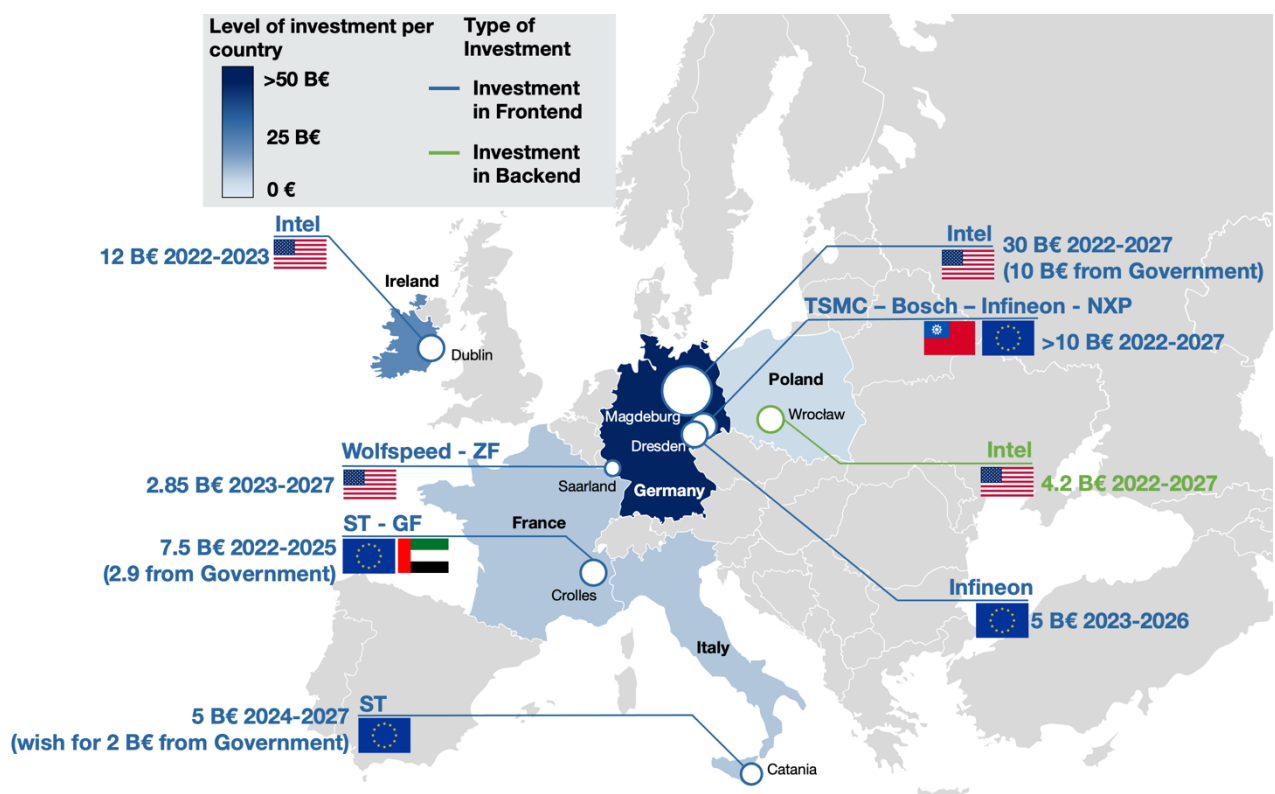 Level of investment per
country
>50 B€
25 B€
0 €
Type of
Investment
Investment
in Frontend
Investment
in Backend
Intel
12 B€ 2022-2023
Ireland
Dublin
Intel
30 B€ 2022-2027
(10 B€ from Government)
TSMC – Bosch – Infineon - NXP
>10 B€ 2022-2027
Poland
Wrocław
Magdeburg
Dresden
Wolfspeed - ZF
2.85 B€ 2023-2027
Saarland
Germany
Intel
4.2 B€ 2022-2027
ST - GF
7.5 B€ 2022-2025
(2.9 from Government)
France
Crolles
Infineon
5 B€ 2023-2026
Italy
ST
5 B€ 2024-2027
(wish for 2 B€ from Government)
Catania